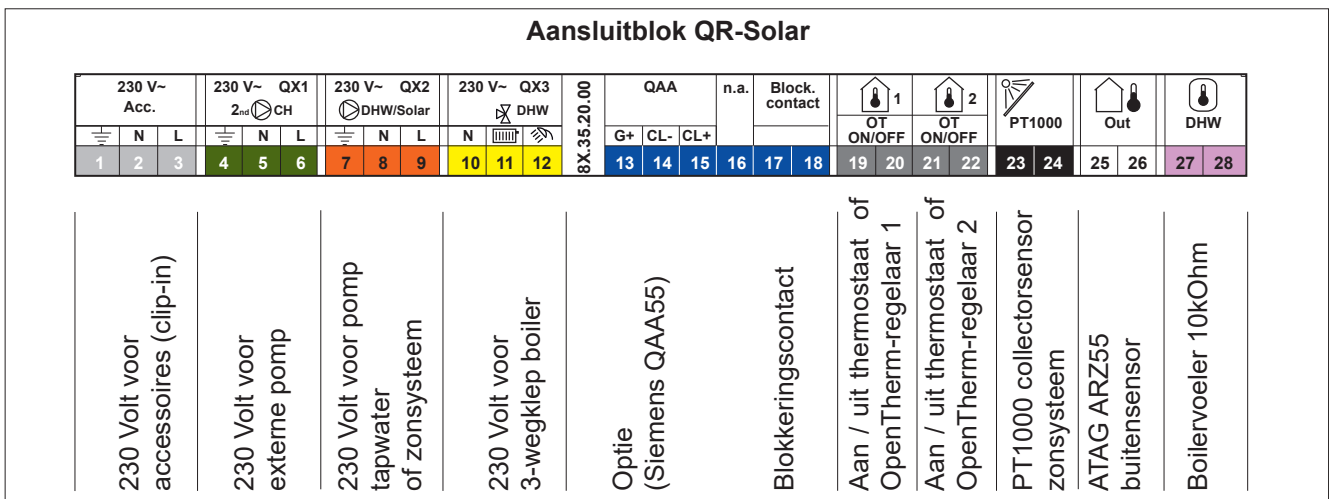 Aansluitblok QR-Solar
230 V~ Acc.
N L
1 2 3
230 V~ QX1
2nd CH
N L
4 5 6
230 V~ QX2
DHW/Solar
N L
7 8 9
230 V~ QX3
DHW
N
10 11 12
8X.35.20.00
QAA
G+ CL- CL+
13 14 15
n.a.
16
Block.
contact
17 18
1
OT
ON/OFF
19 20
2
OT
ON/OFF
21 22
PT1000
23 24
Out
25 26
DHW
27 28
230 Volt voor
accessoires (clip-in)
230 Volt voor
externe pomp
230 Volt voor pomp
tapwater
of zonsysteem
230 Volt voor
3-wegklep boiler
Optie
(Siemens QAA55)
Blokkeringscontact
Aan / uit thermostaat of
OpenTherm-regelaar 1
Aan / uit thermostaat of
OpenTherm-regelaar 2
PT1000 collectorsensor
zonsysteem
ATAG ARZ55
buitensensor
Boilervoeler 10kOhm